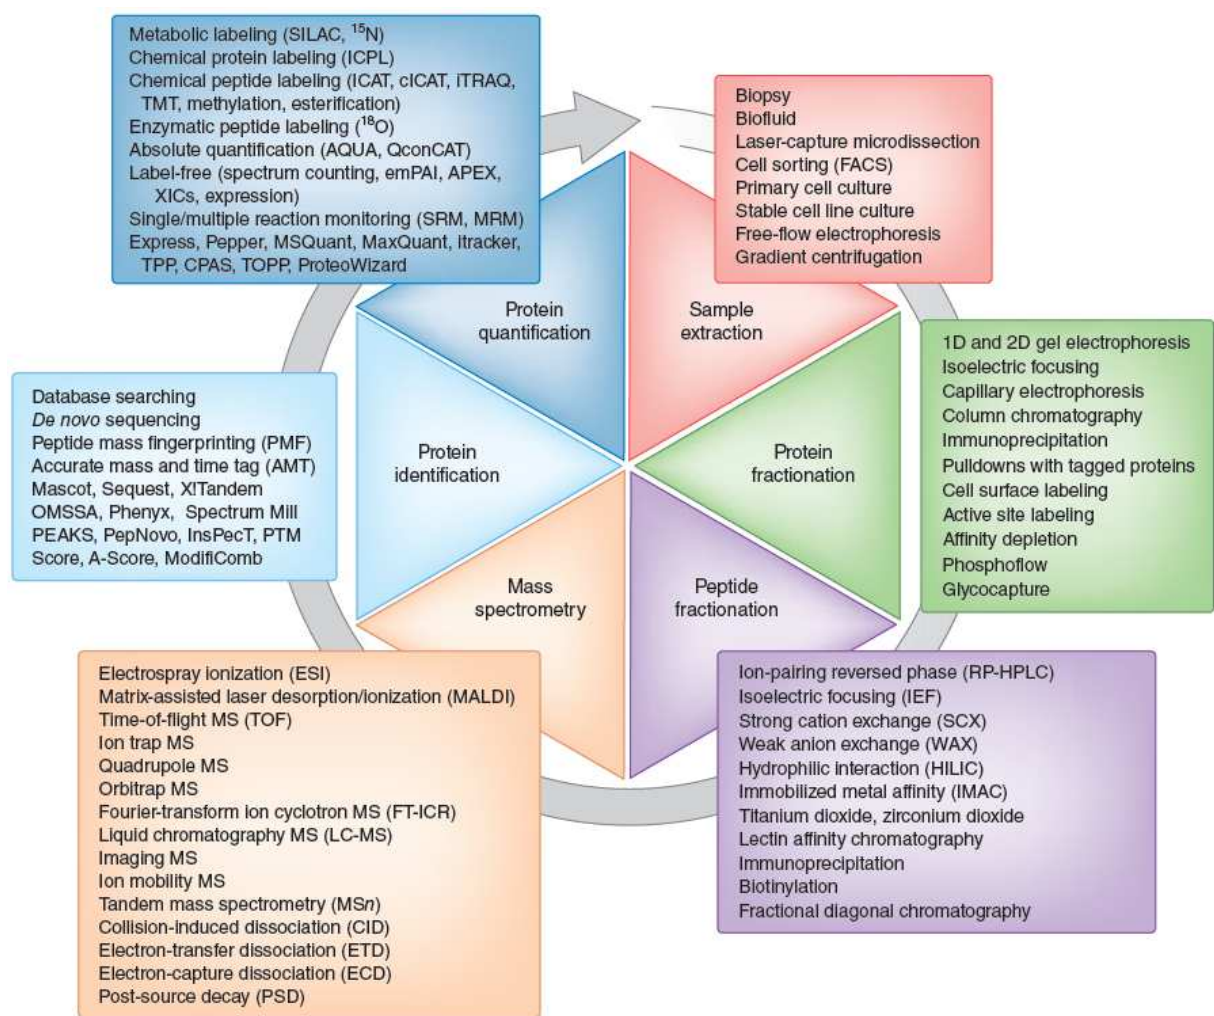 Metabolic labeling (SILAC, ¹⁵N)
Chemical protein labeling (ICPL)
Chemical peptide labeling (ICAT, cICAT, iTRAQ,
TMT, methylation, esterification)
Enzymatic peptide labeling (¹⁸O)
Absolute quantification (AQUA, QconCAT)
Label-free (spectrum counting, emPAI, APEX,
XICs, expression)
Single/multiple reaction monitoring (SRM, MRM)
Express, Pepper, MSQuant, MaxQuant, itracker,
TPP, CPAS, TOPP, ProteoWizard
Biopsy
Biofluid
Laser-capture microdissection
Cell sorting (FACS)
Primary cell culture
Stable cell line culture
Free-flow electrophoresis
Gradient centrifugation
Protein
quantification
Sample
extraction
1D and 2D gel electrophoresis
Isoelectric focusing
Capillary electrophoresis
Column chromatography
Immunoprecipitation
Pulldowns with tagged proteins
Cell surface labeling
Active site labeling
Affinity depletion
Phosphoflow
Glycocapture
Database searching
De novo sequencing
Peptide mass fingerprinting (PMF)
Accurate mass and time tag (AMT)
Mascot, Sequest, X!Tandem
OMSSA, Phenyx, Spectrum Mill
PEAKS, PepNovo, InsPecT, PTM
Score, A-Score, ModifiComb
Protein
identification
Protein
fractionation
Mass
spectrometry
Peptide
fractionation
Electrospray ionization (ESI)
Matrix-assisted laser desorption/ionization (MALDI)
Time-of-flight MS (TOF)
Ion trap MS
Quadrupole MS
Orbitrap MS
Fourier-transform ion cyclotron MS (FT-ICR)
Liquid chromatography MS (LC-MS)
Imaging MS
Ion mobility MS
Tandem mass spectrometry (MSn)
Collision-induced dissociation (CID)
Electron-transfer dissociation (ETD)
Electron-capture dissociation (ECD)
Post-source decay (PSD)
Ion-pairing reversed phase (RP-HPLC)
Isoelectric focusing (IEF)
Strong cation exchange (SCX)
Weak anion exchange (WAX)
Hydrophilic interaction (HILIC)
Immobilized metal affinity (IMAC)
Titanium dioxide, zirconium dioxide
Lectin affinity chromatography
Immunoprecipitation
Biotinylation
Fractional diagonal chromatography